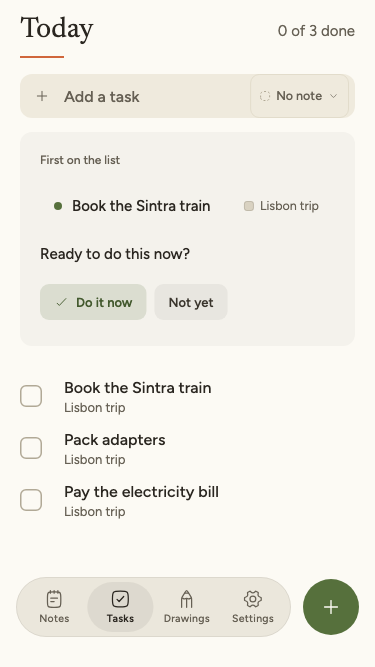 Today
0 of 3 done
Add a task
No note
First on the list
Book the Sintra train
Lisbon trip
Ready to do this now?
Do it now
Not yet
Book the Sintra train
Lisbon trip
Pack adapters
Lisbon trip
Pay the electricity bill
Lisbon trip
Notes
Tasks
Drawings
Settings